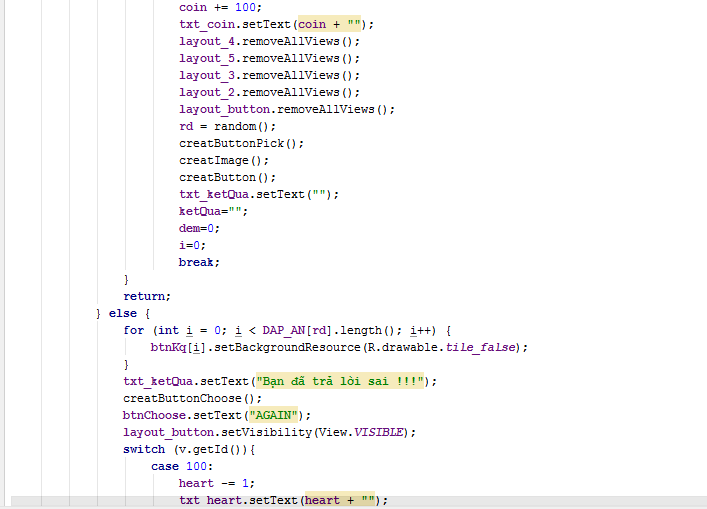 coin += 100;
txt_coin.setText(coin + "");
layout_4.removeAllViews();
layout_5.removeAllViews();
layout_3.removeAllViews();
layout_2.removeAllViews();
layout_button.removeAllViews();
rd = random();
creatButtonPick();
creatImage();
creatButton();
txt_ketQua.setText("");
ketQua="";
dem=0;
i=0;
break;
}
return;
} else {
for (int i = 0; i < DAP_AN[rd].length(); i++) {
btnKq[i].setBackgroundResource(R.drawable.tile_false);
}
txt_ketQua.setText("Bạn đã trả lời sai !!!");
creatButtonChoose();
btnChoose.setText("AGAIN");
layout_button.setVisibility(View.VISIBLE);
switch (v.getId()){
case 100:
heart -= 1;
txt_heart.setText(heart + "");